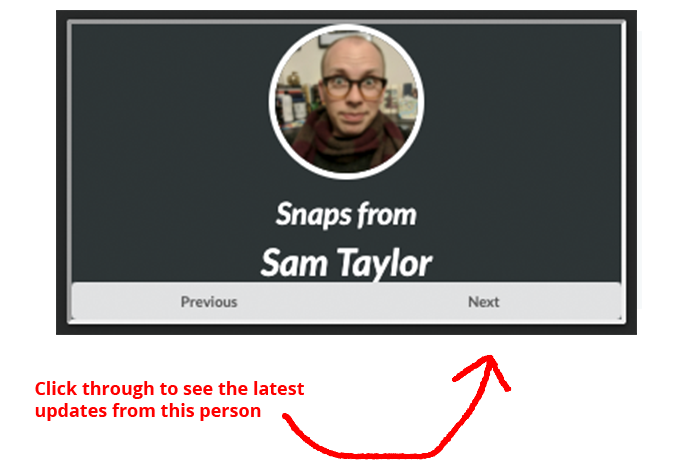 Snaps from
Sam Taylor
Previous
Next
Click through to see the latest
updates from this person